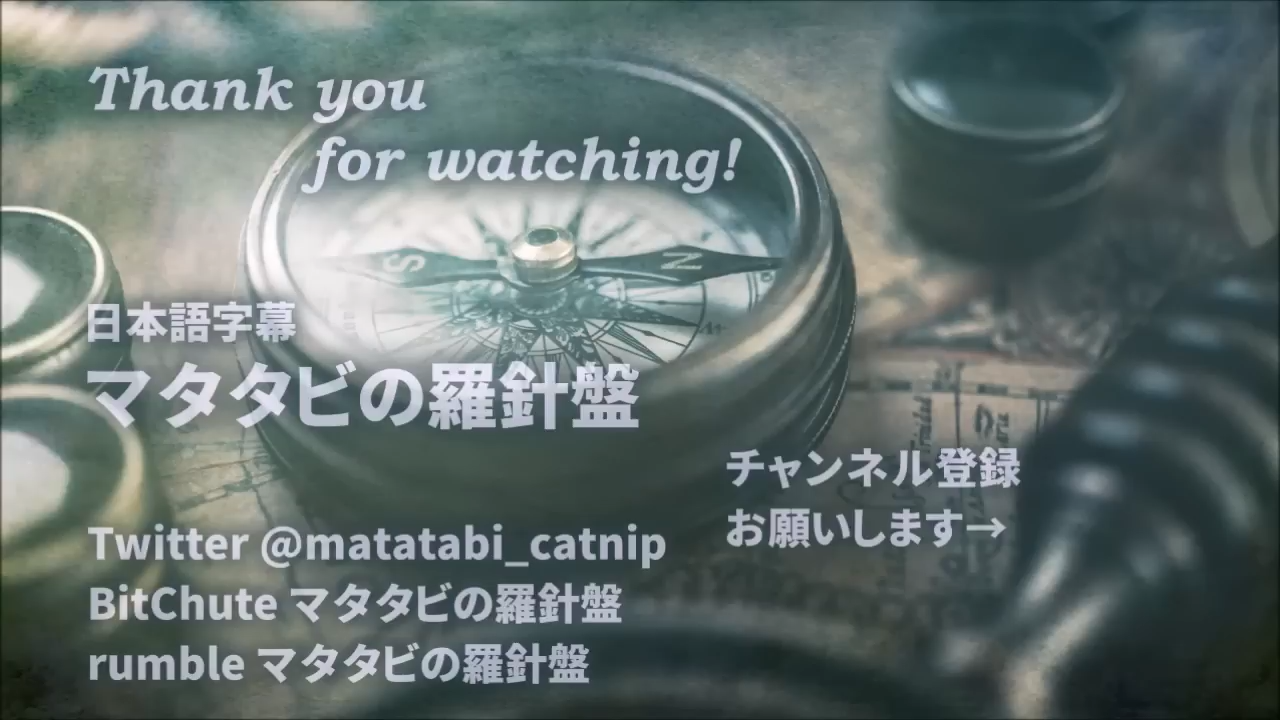 Thank you
for watching!
S
N
日本語字幕
マタタビの羅針盤
チャンネル登録
お願いします→
Twitter @matatabi_catnip
BitChute マタタビの羅針盤
rumble マタタビの羅針盤